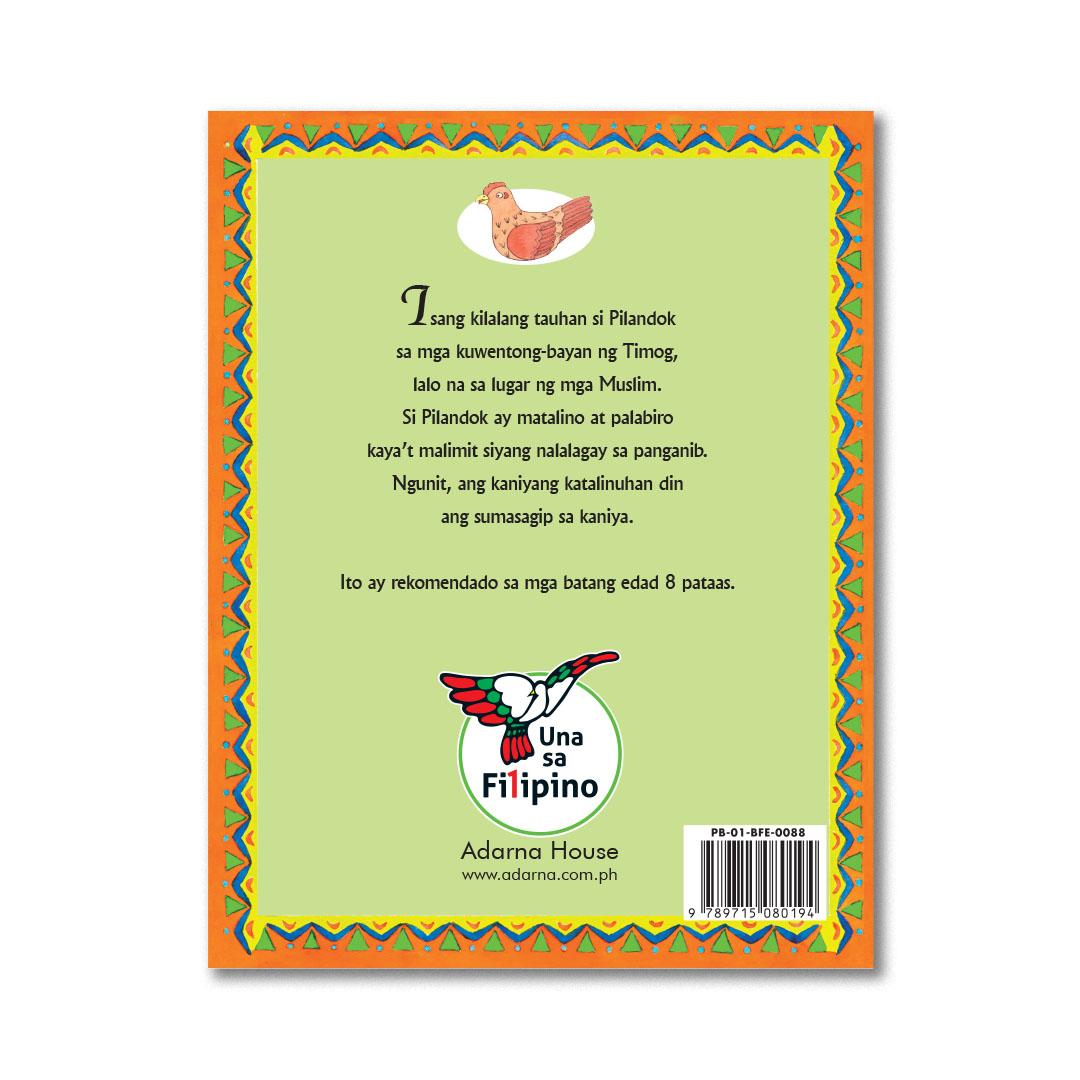 Isang kilalang tauhan si Pilandok
sa mga kuwentong-bayan ng Timog,
lalo na sa lugar ng mga Muslim.
Si Pilandok ay matalino at palabiro
kaya't malimit siyang nalalagay sa panganib.
Ngunit, ang kaniyang katalinuhan din
ang sumasagip sa kaniya.
Ito ay rekomendado sa mga batang edad 8 pataas.
Una
sa
Fi1ipino
Adarna House
www.adarna.com.ph
PB-01-BFE-0088
9 789715 080194